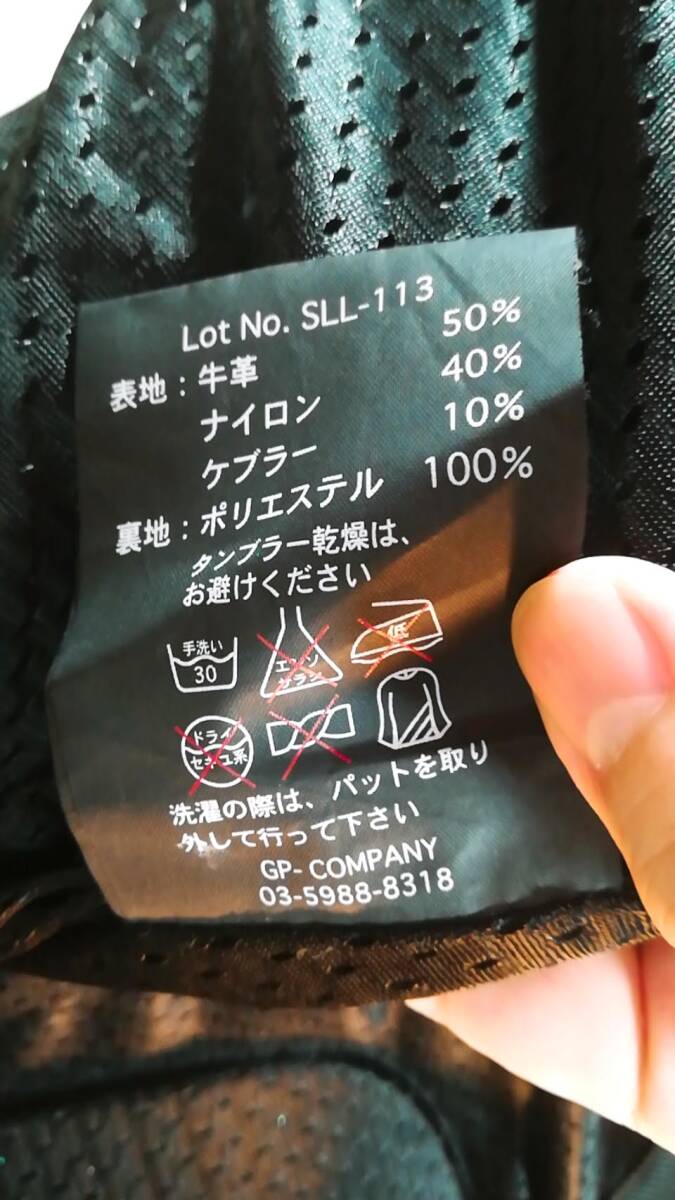 Lot No. SLL-113
表地：牛革 50%
ナイロン 40%
ケブラー 10%
裏地：ポリエステル 100%
タンブラー乾燥は、
お避けください
手洗い
30
エンソ
サラシ
低
ドライ
セキユ系
洗濯の際は、パットを取り
外して行って下さい
GP- COMPANY
03-5988-8318